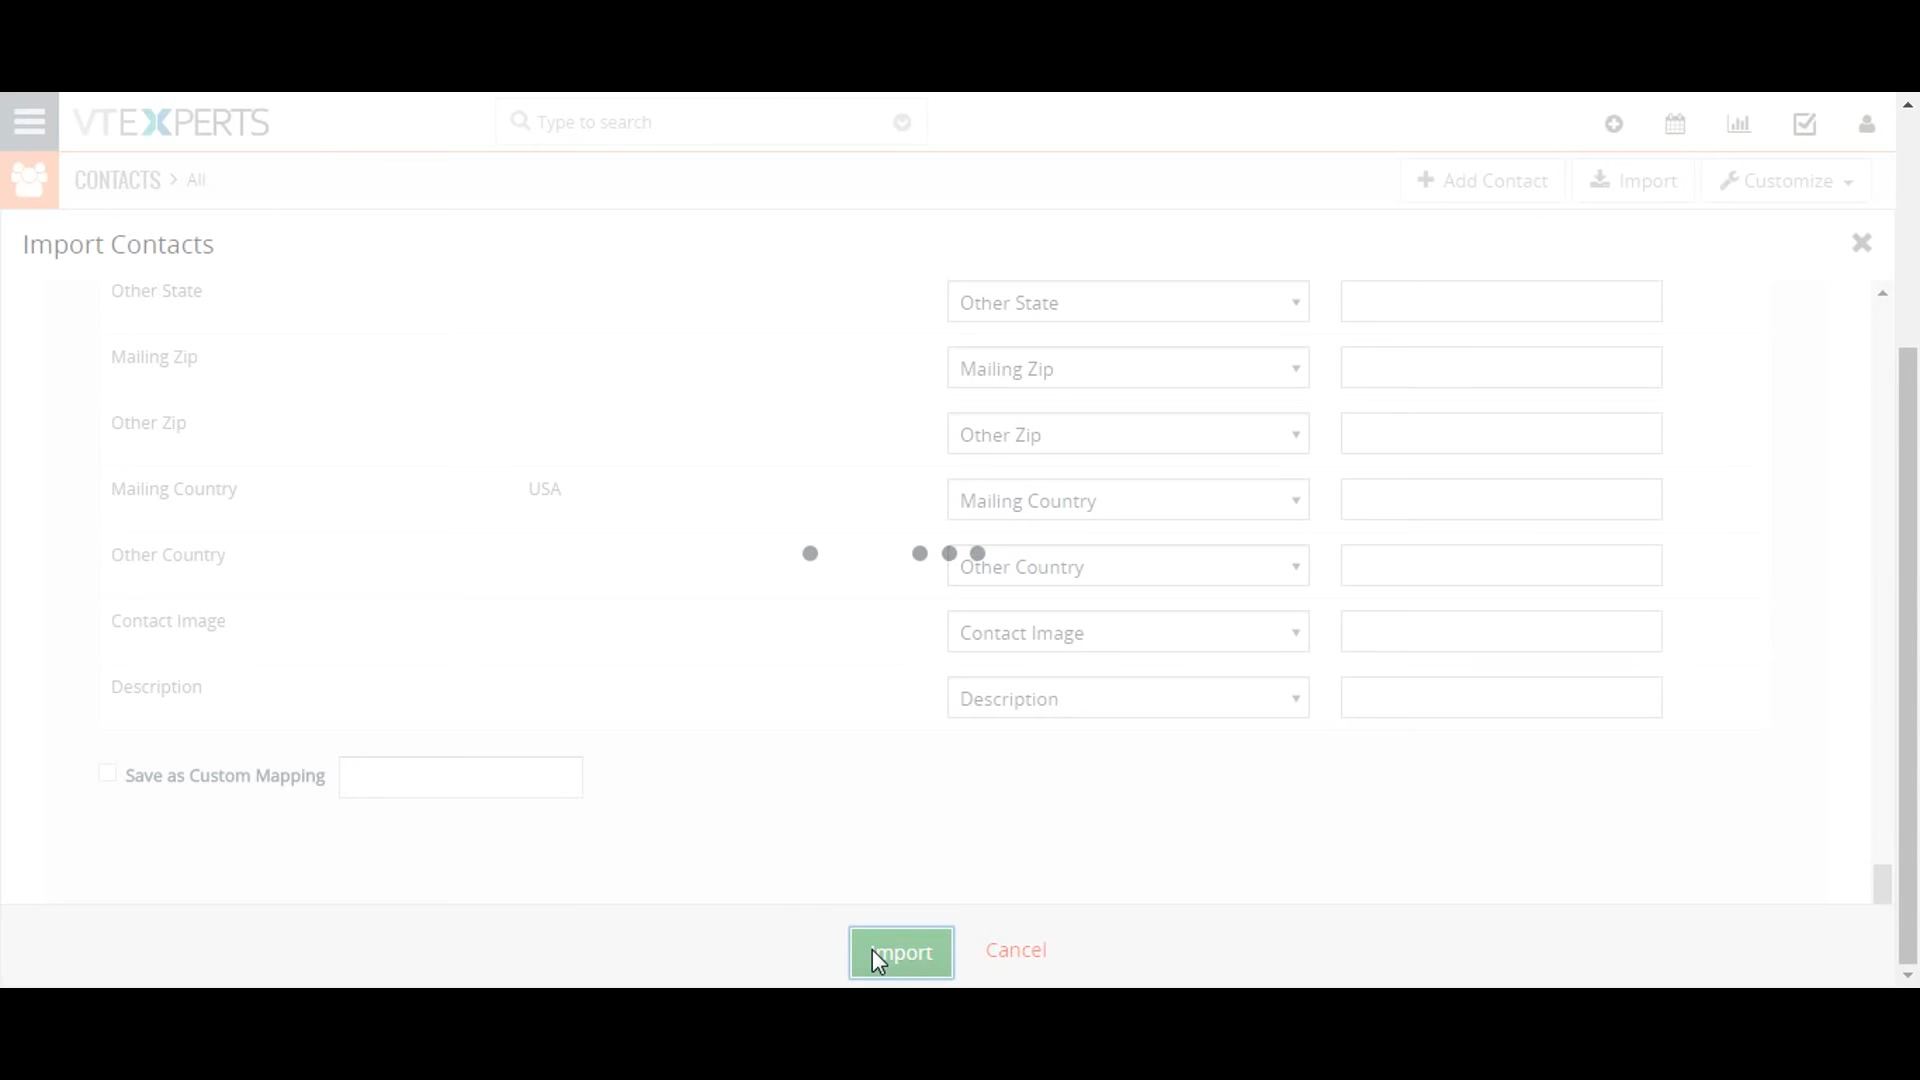 VTEXPERTS
Type to search
CONTACTS > All
Add Contact
Import
Customize
Import Contacts
Other State
Other State
Mailing Zip
Mailing Zip
Other Zip
Other Zip
Mailing Country
USA
Mailing Country
Other Country
Other Country
Contact Image
Contact Image
Description
Description
Save as Custom Mapping
Import
Cancel